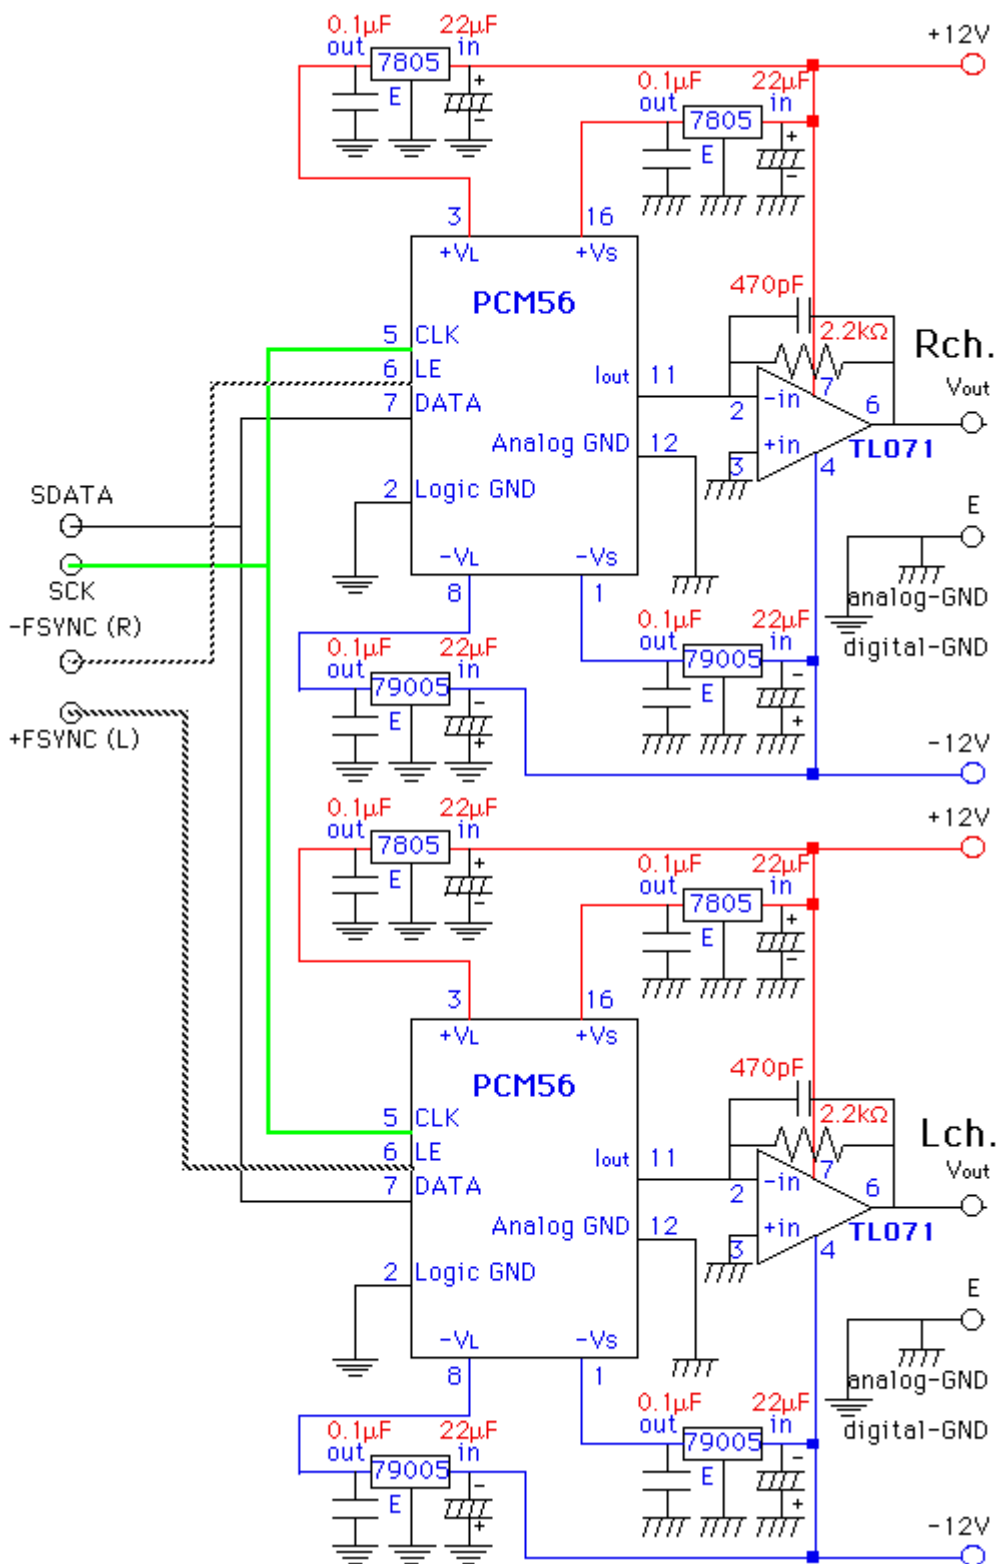 0.1µF 22µF
out 7805 in
E
+
-
+12V
0.1µF 22µF
out 7805 in
E
+
-
3 16
+VL +VS
PCM56
5 CLK
6 LE
7 DATA
Iout 11
Analog GND 12
2 Logic GND
-VL -VS
8 1
470pF
2.2kΩ
Rch.
Vout
2 -in 7 6
3 +in 4
TL071
SDATA
SCK
-FSYNC (R)
+FSYNC (L)
E
analog-GND
digital-GND
0.1µF 22µF
out 79005 in
E
-
+
0.1µF 22µF
out 79005 in
E
-
+
-12V
0.1µF 22µF
out 7805 in
E
+
-
+12V
0.1µF 22µF
out 7805 in
E
+
-
3 16
+VL +VS
PCM56
5 CLK
6 LE
7 DATA
Iout 11
Analog GND 12
2 Logic GND
-VL -VS
8 1
470pF
2.2kΩ
Lch.
Vout
2 -in 7 6
3 +in 4
TL071
E
analog-GND
digital-GND
0.1µF 22µF
out 79005 in
E
-
+
0.1µF 22µF
out 79005 in
E
-
+
-12V